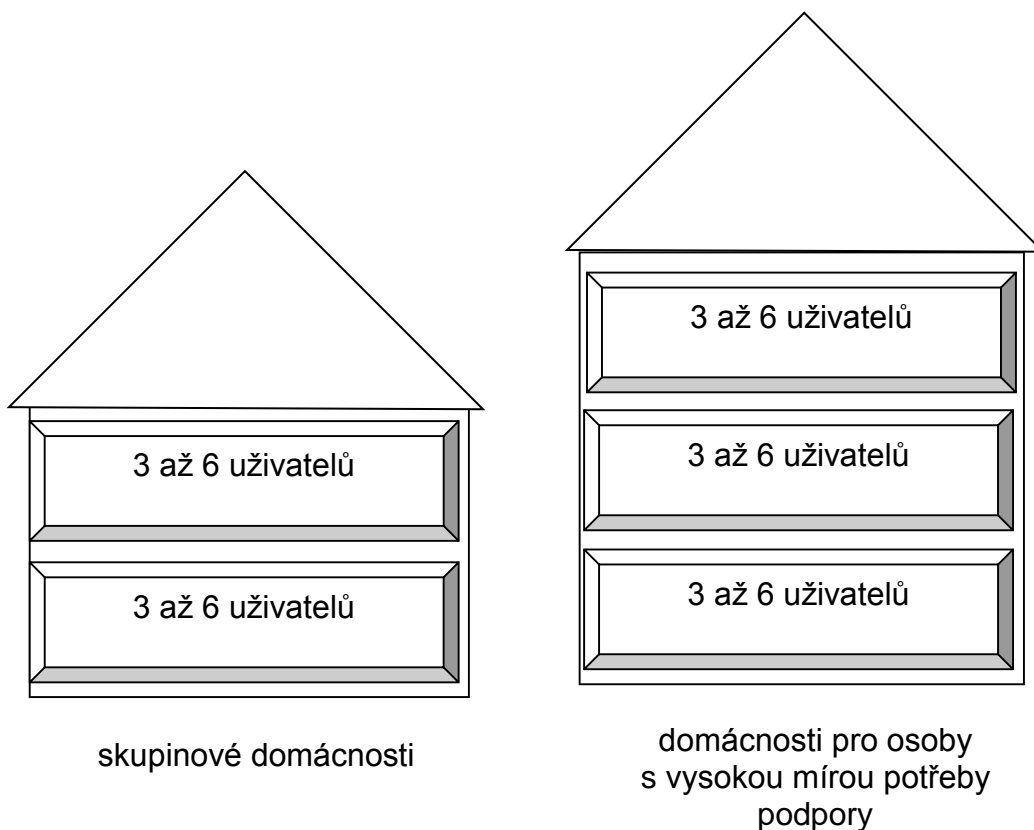 3 až 6 uživatelů
3 až 6 uživatelů
skupinové domácnosti
3 až 6 uživatelů
3 až 6 uživatelů
3 až 6 uživatelů
domácnosti pro osoby
s vysokou mírou potřeby
podpory